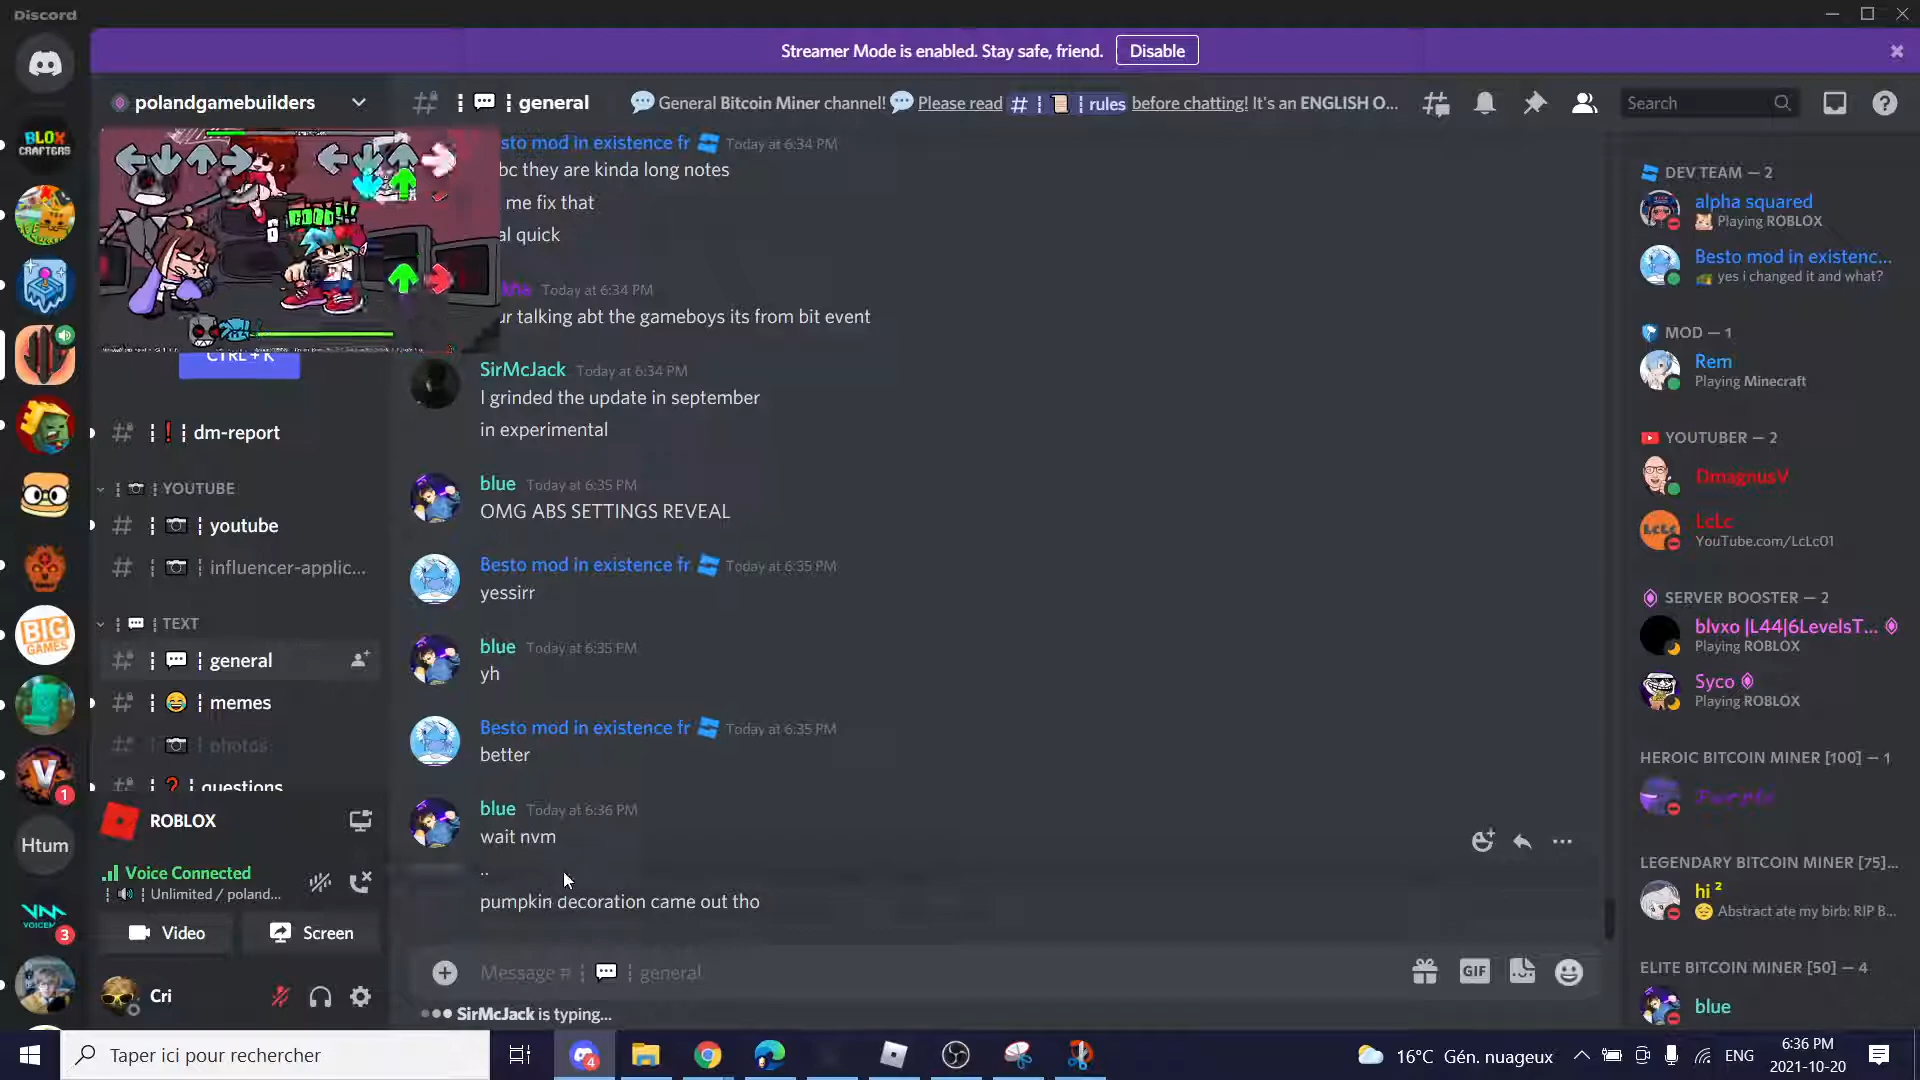 Discord
Streamer Mode is enabled. Stay safe, friend.
Disable
polandgamebuilders
general
General Bitcoin Miner channel! Please read # rules before chatting! It's an ENGLISH O...
Search
GOOD!!
CTRL + K
dm-report
YOUTUBE
youtube
influencer-applic...
TEXT
general
memes
photos
questions
ROBLOX
Voice Connected
Unlimited / poland...
Video
Screen
Cri
BLOX
CRAFTERS
BIG
GAMES
1
Htum
VM
3
esto mod in existence fr Today at 6:34 PM
bc they are kinda long notes
me fix that
al quick
Today at 6:34 PM
ur talking abt the gameboys its from bit event
SirMcJack Today at 6:34 PM
I grinded the update in september
in experimental
blue Today at 6:35 PM
OMG ABS SETTINGS REVEAL
Besto mod in existence fr Today at 6:35 PM
yessirr
blue Today at 6:35 PM
yh
Besto mod in existence fr Today at 6:35 PM
better
blue Today at 6:36 PM
wait nvm
..
pumpkin decoration came out tho
Message # general
GIF
SirMcJack is typing...
DEV TEAM — 2
alpha squared
Playing ROBLOX
Besto mod in existenc...
yes i changed it and what?
MOD — 1
Rem
Playing Minecraft
YOUTUBER — 2
DmagnusV
LcLc
LcLc
YouTube.com/LcLc01
SERVER BOOSTER — 2
blvxo |L44|6LevelsT...
Playing ROBLOX
Syco
Playing ROBLOX
HEROIC BITCOIN MINER [100] — 1
Purple
LEGENDARY BITCOIN MINER [75]...
hi ²
Abstract ate my birb: RIP B...
ELITE BITCOIN MINER [50] — 4
blue
Taper ici pour rechercher
4
16°C Gén. nuageux
ENG
6:36 PM
2021-10-20